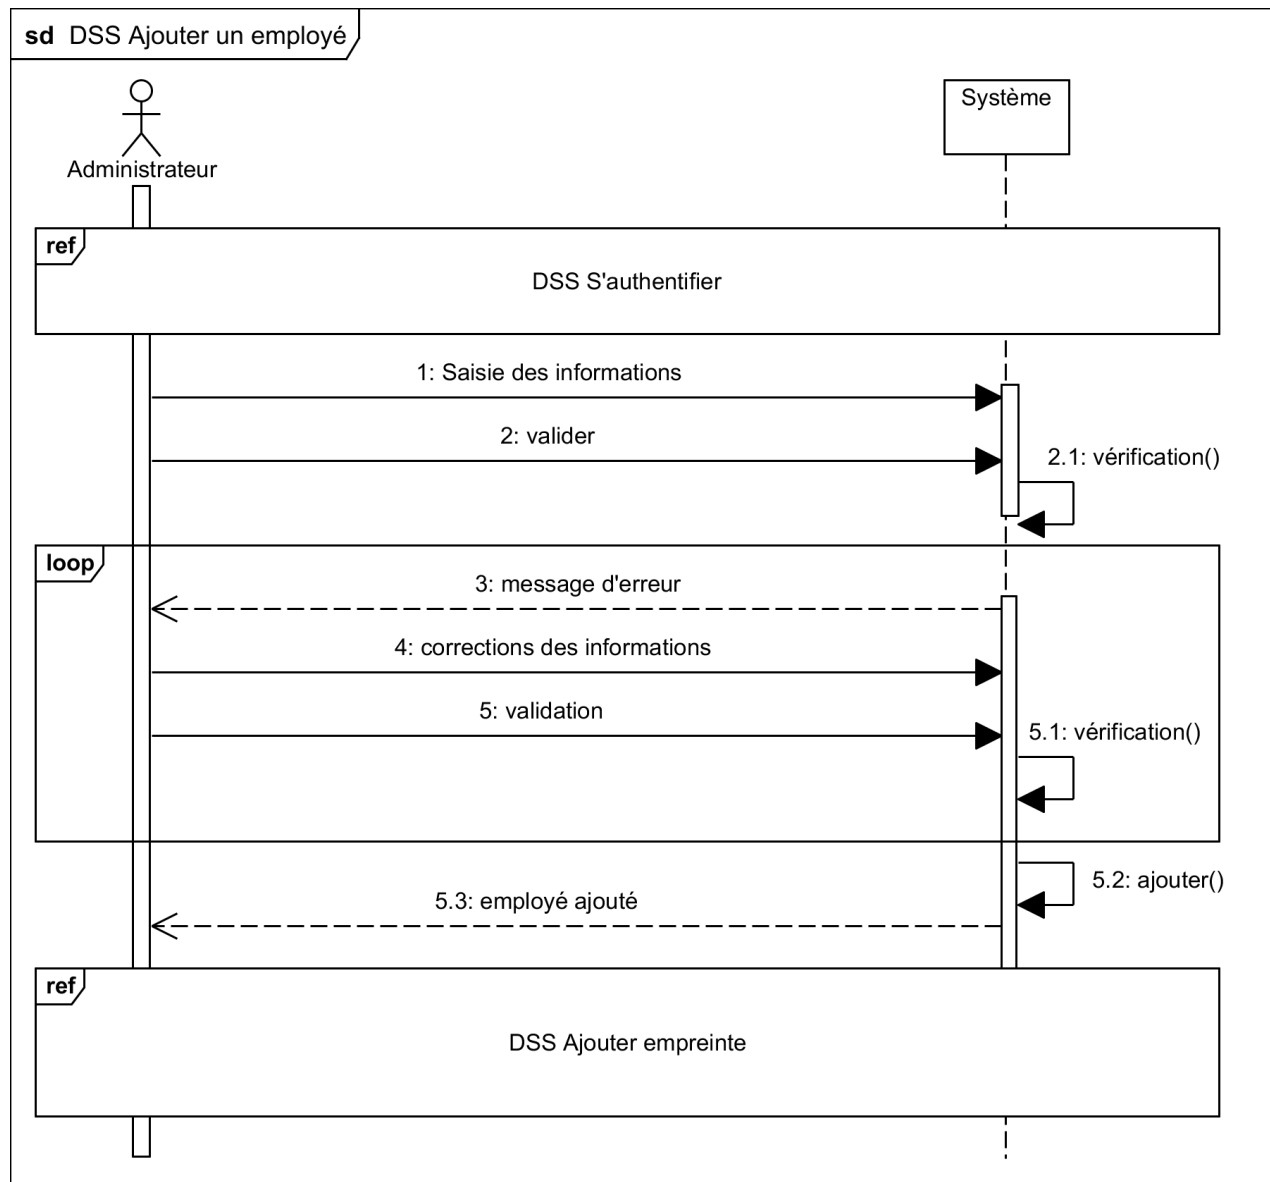 sd DSS Ajouter un employé
Système
Administrateur
ref
DSS S'authentifier
1: Saisie des informations
2: valider
2.1: vérification()
loop
3: message d'erreur
4: corrections des informations
5: validation
5.1: vérification()
5.2: ajouter()
5.3: employé ajouté
ref
DSS Ajouter empreinte